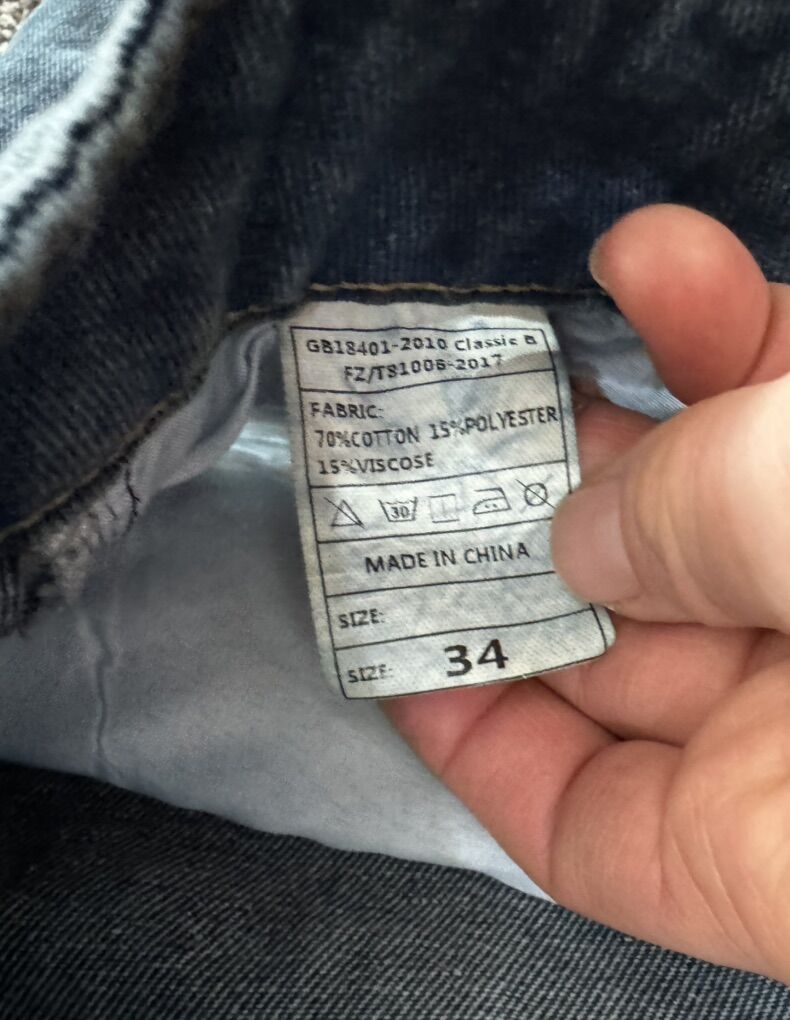 GB18401-2010 Classic B
FZ/T81006-2017
FABRIC:
70%COTTON 15%POLYESTER
15%VISCOSE
30
MADE IN CHINA
SIZE:
SIZE: 34